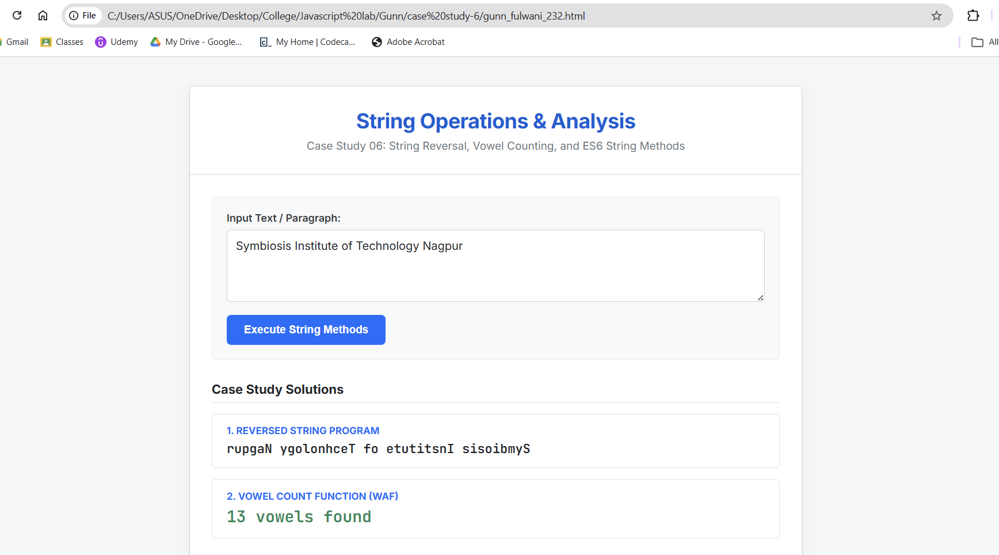 File C:/Users/ASUS/OneDrive/Desktop/College/Javascript%20lab/Gunn/case%20study-6/gunn_fulwani_232.html
Gmail Classes Udemy My Drive - Google... My Home | Codeca... Adobe Acrobat All
String Operations & Analysis
Case Study 06: String Reversal, Vowel Counting, and ES6 String Methods
Input Text / Paragraph:
Symbiosis Institute of Technology Nagpur
Execute String Methods
Case Study Solutions
1. REVERSED STRING PROGRAM
rupgaN ygolonhceT fo etutitsnI sisoibmyS
2. VOWEL COUNT FUNCTION (WAF)
13 vowels found